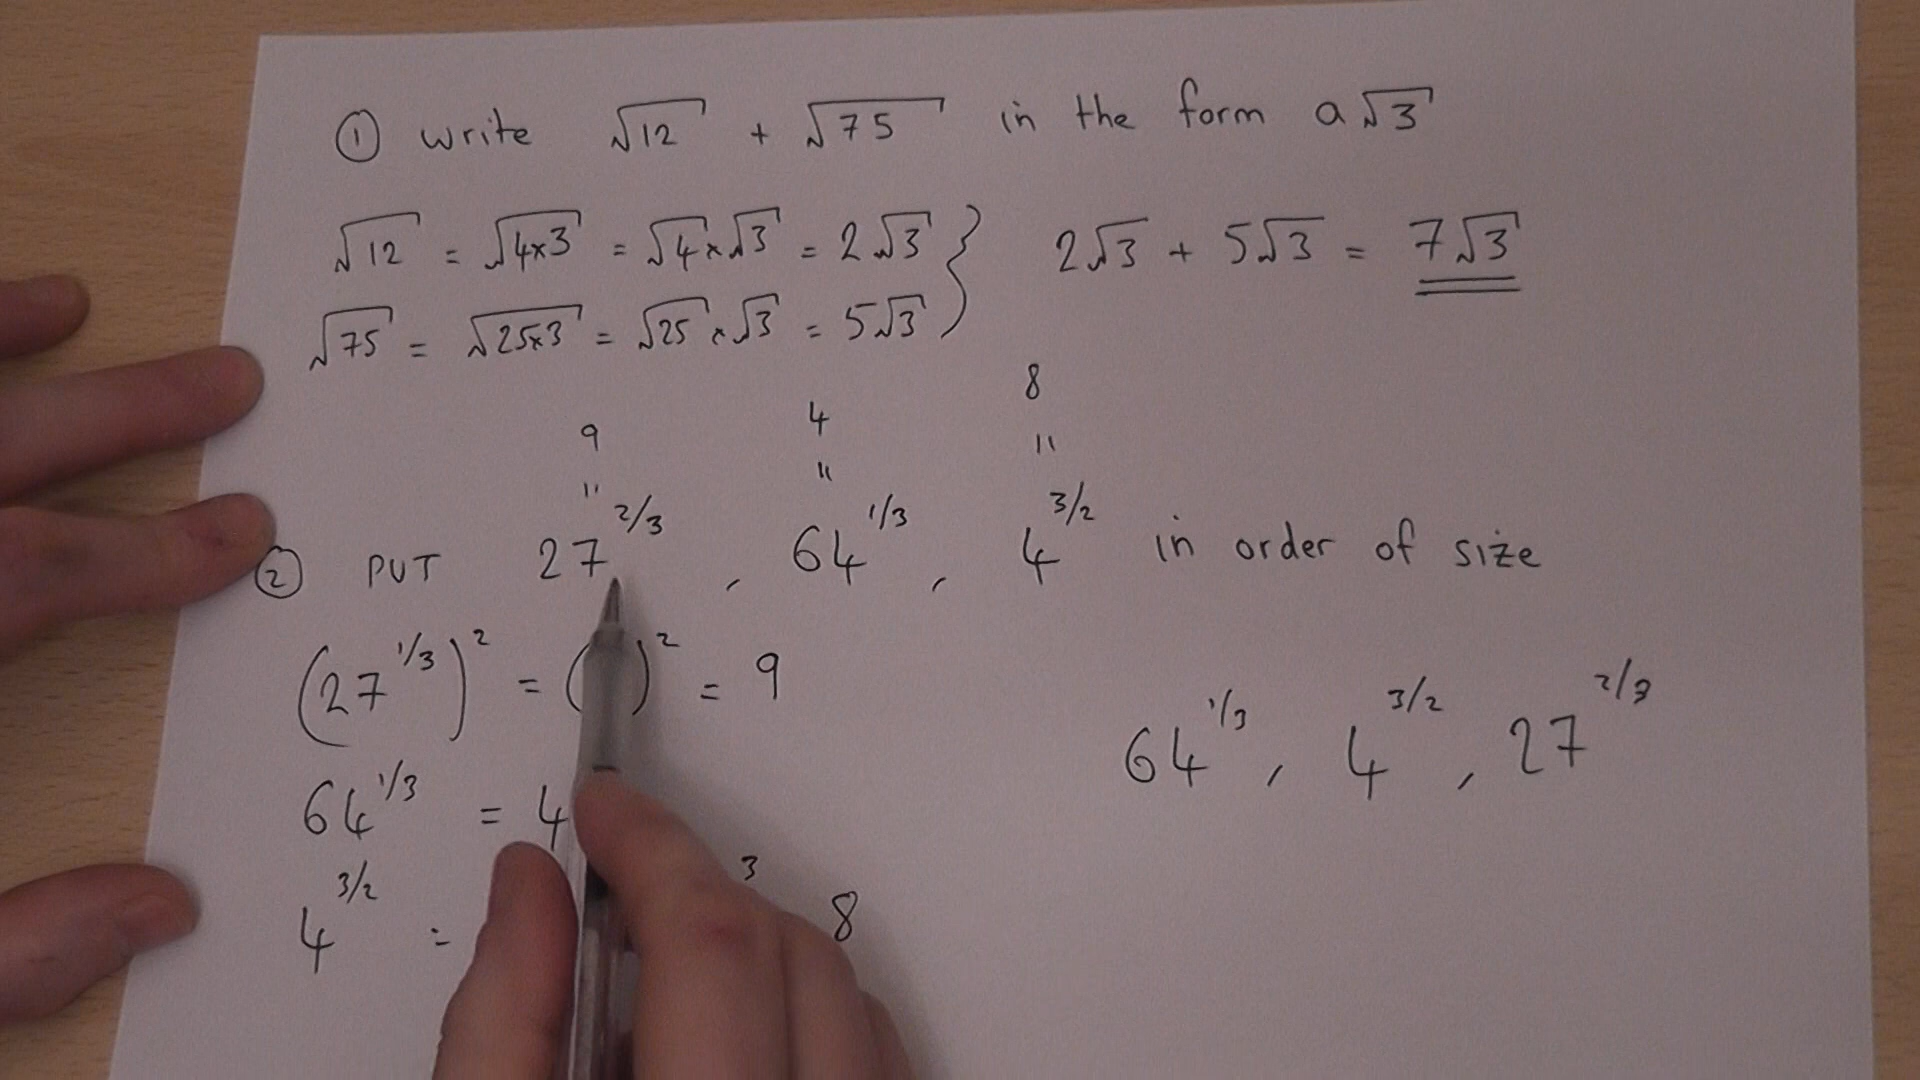 ① Write √12 + √75 in the form a√3
√12 = √4×3 = √4 × √3 = 2√3 } 2√3 + 5√3 = 7√3
√75 = √25×3 = √25 × √3 = 5√3
9 4 8
" " "
② PUT 27^2/3 , 64^1/3 , 4^3/2 in order of size
(27^1/3)^2 = ( )^2 = 9
64^1/3 , 4^3/2 , 27^2/3
64^1/3 = 4
4^3/2 = 3 8